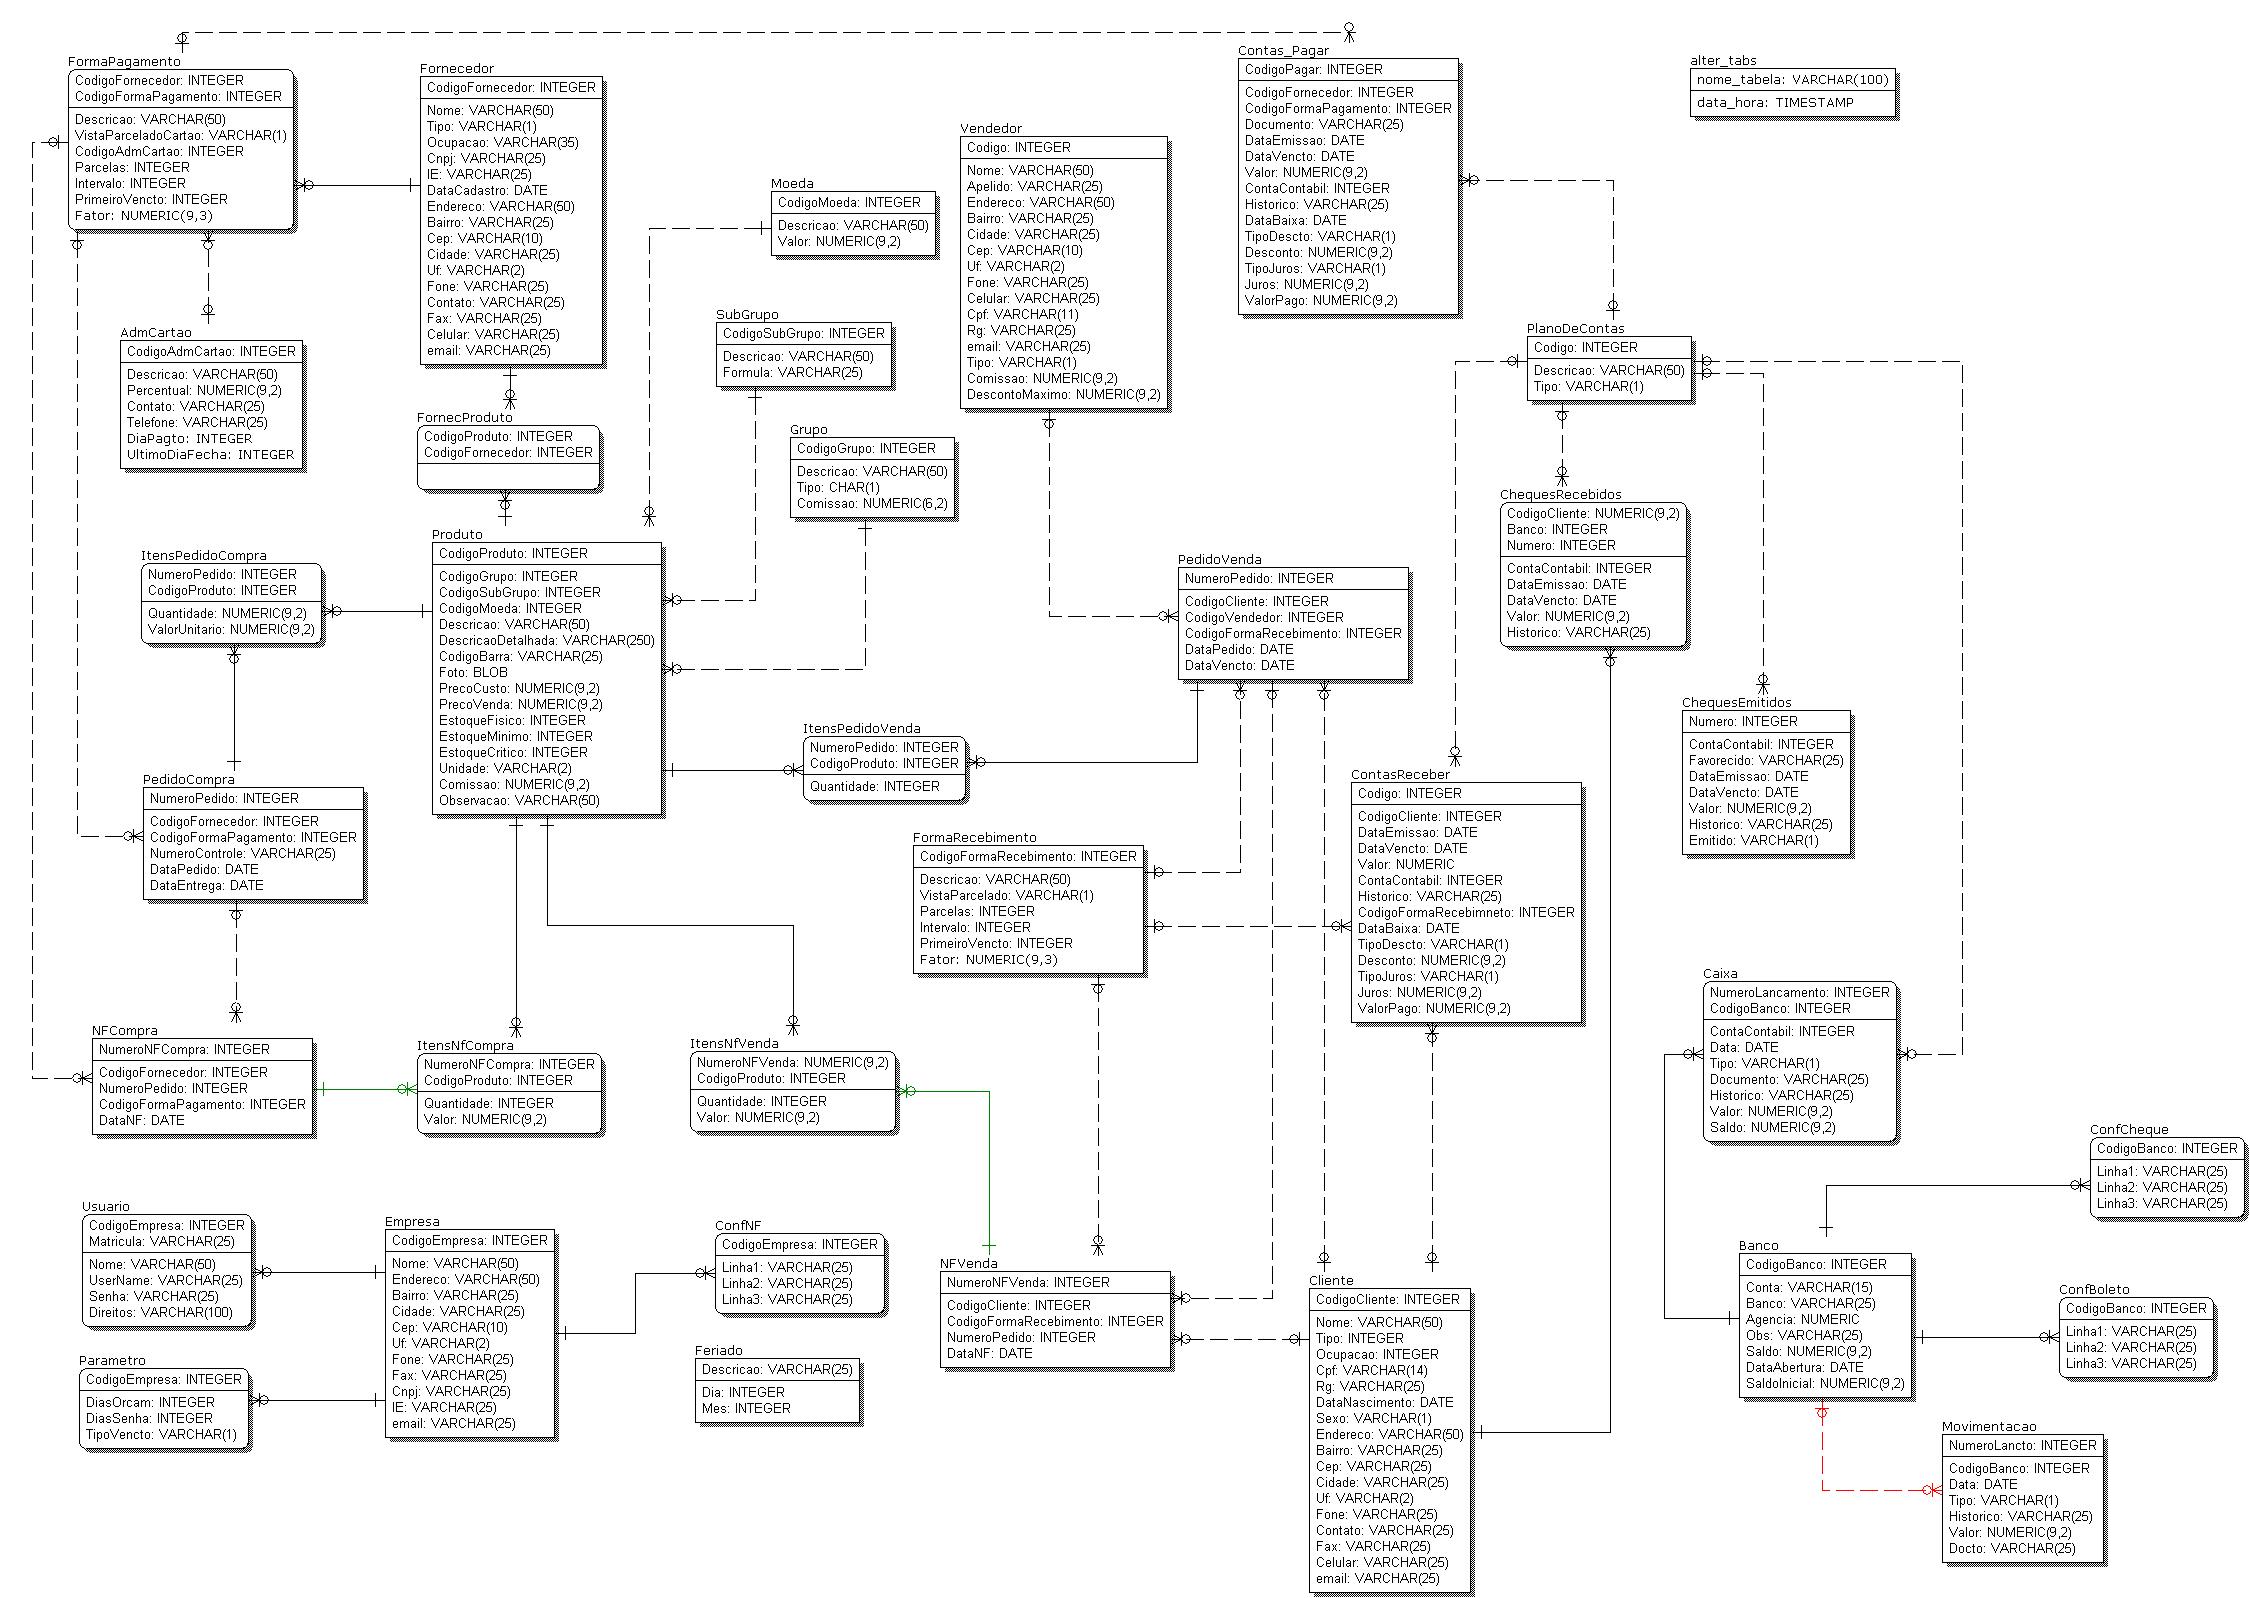 FormaPagamento
CodigoFornecedor: INTEGER
CodigoFormaPagamento: INTEGER
Descricao: VARCHAR(50)
VistaParceladoCartao: VARCHAR(1)
CodigoAdmCartao: INTEGER
Parcelas: INTEGER
Intervalo: INTEGER
PrimeiroVencto: INTEGER
Fator: NUMERIC(9,3)
Fornecedor
CodigoFornecedor: INTEGER
Nome: VARCHAR(50)
Tipo: VARCHAR(1)
Ocupacao: VARCHAR(35)
Cnpj: VARCHAR(25)
IE: VARCHAR(25)
DataCadastro: DATE
Endereco: VARCHAR(50)
Bairro: VARCHAR(25)
Cep: VARCHAR(10)
Cidade: VARCHAR(25)
Uf: VARCHAR(2)
Fone: VARCHAR(25)
Contato: VARCHAR(25)
Fax: VARCHAR(25)
Celular: VARCHAR(25)
email: VARCHAR(25)
Contas_Pagar
CodigoPagar: INTEGER
CodigoFornecedor: INTEGER
CodigoFormaPagamento: INTEGER
Documento: VARCHAR(25)
DataEmissao: DATE
DataVencto: DATE
Valor: NUMERIC(9,2)
ContaContabil: INTEGER
Historico: VARCHAR(25)
DataBaixa: DATE
TipoDescto: VARCHAR(1)
Desconto: NUMERIC(9,2)
TipoJuros: VARCHAR(1)
Juros: NUMERIC(9,2)
ValorPago: NUMERIC(9,2)
alter_tabs
nome_tabela: VARCHAR(100)
data_hora: TIMESTAMP
Vendedor
Codigo: INTEGER
Nome: VARCHAR(50)
Apelido: VARCHAR(25)
Endereco: VARCHAR(50)
Bairro: VARCHAR(25)
Cidade: VARCHAR(25)
Cep: VARCHAR(10)
Uf: VARCHAR(2)
Fone: VARCHAR(25)
Celular: VARCHAR(25)
Cpf: VARCHAR(11)
Rg: VARCHAR(25)
email: VARCHAR(25)
Tipo: VARCHAR(1)
Comissao: NUMERIC(9,2)
DescontoMaximo: NUMERIC(9,2)
Moeda
CodigoMoeda: INTEGER
Descricao: VARCHAR(50)
Valor: NUMERIC(9,2)
SubGrupo
CodigoSubGrupo: INTEGER
Descricao: VARCHAR(50)
Formula: VARCHAR(25)
AdmCartao
CodigoAdmCartao: INTEGER
Descricao: VARCHAR(50)
Percentual: NUMERIC(9,2)
Contato: VARCHAR(25)
Telefone: VARCHAR(25)
DiaPagto: INTEGER
UltimoDiaFecha: INTEGER
PlanoDeContas
Codigo: INTEGER
Descricao: VARCHAR(50)
Tipo: VARCHAR(1)
FornecProduto
CodigoProduto: INTEGER
CodigoFornecedor: INTEGER
Grupo
CodigoGrupo: INTEGER
Descricao: VARCHAR(50)
Tipo: CHAR(1)
Comissao: NUMERIC(6,2)
ChequesRecebidos
CodigoCliente: NUMERIC(9,2)
Banco: INTEGER
Numero: INTEGER
ContaContabil: INTEGER
DataEmissao: DATE
DataVencto: DATE
Valor: NUMERIC(9,2)
Historico: VARCHAR(25)
Produto
CodigoProduto: INTEGER
CodigoGrupo: INTEGER
CodigoSubGrupo: INTEGER
CodigoMoeda: INTEGER
Descricao: VARCHAR(50)
DescricaoDetalhada: VARCHAR(250)
CodigoBarra: VARCHAR(25)
Foto: BLOB
PrecoCusto: NUMERIC(9,2)
PrecoVenda: NUMERIC(9,2)
EstoqueFisico: INTEGER
EstoqueMinimo: INTEGER
EstoqueCritico: INTEGER
Unidade: VARCHAR(2)
Comissao: NUMERIC(9,2)
Observacao: VARCHAR(50)
ItensPedidoCompra
NumeroPedido: INTEGER
CodigoProduto: INTEGER
Quantidade: NUMERIC(9,2)
ValorUnitario: NUMERIC(9,2)
PedidoVenda
NumeroPedido: INTEGER
CodigoCliente: INTEGER
CodigoVendedor: INTEGER
CodigoFormaRecebimento: INTEGER
DataPedido: DATE
DataVencto: DATE
ChequesEmitidos
Numero: INTEGER
ContaContabil: INTEGER
Favorecido: VARCHAR(25)
DataEmissao: DATE
DataVencto: DATE
Valor: NUMERIC(9,2)
Historico: VARCHAR(25)
Emitido: VARCHAR(1)
ItensPedidoVenda
NumeroPedido: INTEGER
CodigoProduto: INTEGER
Quantidade: INTEGER
PedidoCompra
NumeroPedido: INTEGER
CodigoFornecedor: INTEGER
CodigoFormaPagamento: INTEGER
NumeroControle: VARCHAR(25)
DataPedido: DATE
DataEntrega: DATE
ContasReceber
Codigo: INTEGER
CodigoCliente: INTEGER
DataEmissao: DATE
DataVencto: DATE
Valor: NUMERIC
ContaContabil: INTEGER
Historico: VARCHAR(25)
CodigoFormaRecebimneto: INTEGER
DataBaixa: DATE
TipoDescto: VARCHAR(1)
Desconto: NUMERIC(9,2)
TipoJuros: VARCHAR(1)
Juros: NUMERIC(9,2)
ValorPago: NUMERIC(9,2)
FormaRecebimento
CodigoFormaRecebimento: INTEGER
Descricao: VARCHAR(50)
VistaParcelado: VARCHAR(1)
Parcelas: INTEGER
Intervalo: INTEGER
PrimeiroVencto: INTEGER
Fator: NUMERIC(9,3)
Caixa
NumeroLancamento: INTEGER
CodigoBanco: INTEGER
ContaContabil: INTEGER
Data: DATE
Tipo: VARCHAR(1)
Documento: VARCHAR(25)
Historico: VARCHAR(25)
Valor: NUMERIC(9,2)
Saldo: NUMERIC(9,2)
NFCompra
NumeroNFCompra: INTEGER
CodigoFornecedor: INTEGER
NumeroPedido: INTEGER
CodigoFormaPagamento: INTEGER
DataNF: DATE
ItensNfCompra
NumeroNFCompra: INTEGER
CodigoProduto: INTEGER
Quantidade: INTEGER
Valor: NUMERIC(9,2)
ItensNfVenda
NumeroNFVenda: NUMERIC(9,2)
CodigoProduto: INTEGER
Quantidade: INTEGER
Valor: NUMERIC(9,2)
ConfCheque
CodigoBanco: INTEGER
Linha1: VARCHAR(25)
Linha2: VARCHAR(25)
Linha3: VARCHAR(25)
Usuario
CodigoEmpresa: INTEGER
Matricula: VARCHAR(25)
Nome: VARCHAR(50)
UserName: VARCHAR(25)
Senha: VARCHAR(25)
Direitos: VARCHAR(100)
Empresa
CodigoEmpresa: INTEGER
Nome: VARCHAR(50)
Endereco: VARCHAR(50)
Bairro: VARCHAR(25)
Cidade: VARCHAR(25)
Cep: VARCHAR(10)
Uf: VARCHAR(2)
Fone: VARCHAR(25)
Fax: VARCHAR(25)
Cnpj: VARCHAR(25)
IE: VARCHAR(25)
email: VARCHAR(25)
ConfNF
CodigoEmpresa: INTEGER
Linha1: VARCHAR(25)
Linha2: VARCHAR(25)
Linha3: VARCHAR(25)
NFVenda
NumeroNFVenda: INTEGER
CodigoCliente: INTEGER
CodigoFormaRecebimento: INTEGER
NumeroPedido: INTEGER
DataNF: DATE
Cliente
CodigoCliente: INTEGER
Nome: VARCHAR(50)
Tipo: INTEGER
Ocupacao: INTEGER
Cpf: VARCHAR(14)
Rg: VARCHAR(25)
DataNascimento: DATE
Sexo: VARCHAR(1)
Endereco: VARCHAR(50)
Bairro: VARCHAR(25)
Cep: VARCHAR(25)
Cidade: VARCHAR(25)
Uf: VARCHAR(2)
Fone: VARCHAR(25)
Contato: VARCHAR(25)
Fax: VARCHAR(25)
Celular: VARCHAR(25)
email: VARCHAR(25)
Banco
CodigoBanco: INTEGER
Conta: VARCHAR(15)
Banco: VARCHAR(25)
Agencia: NUMERIC
Obs: VARCHAR(25)
Saldo: NUMERIC(9,2)
DataAbertura: DATE
SaldoInicial: NUMERIC(9,2)
ConfBoleto
CodigoBanco: INTEGER
Linha1: VARCHAR(25)
Linha2: VARCHAR(25)
Linha3: VARCHAR(25)
Parametro
CodigoEmpresa: INTEGER
DiasOrcam: INTEGER
DiasSenha: INTEGER
TipoVencto: VARCHAR(1)
Feriado
Descricao: VARCHAR(25)
Dia: INTEGER
Mes: INTEGER
Movimentacao
NumeroLancto: INTEGER
CodigoBanco: INTEGER
Data: DATE
Tipo: VARCHAR(1)
Historico: VARCHAR(25)
Valor: NUMERIC(9,2)
Docto: VARCHAR(25)